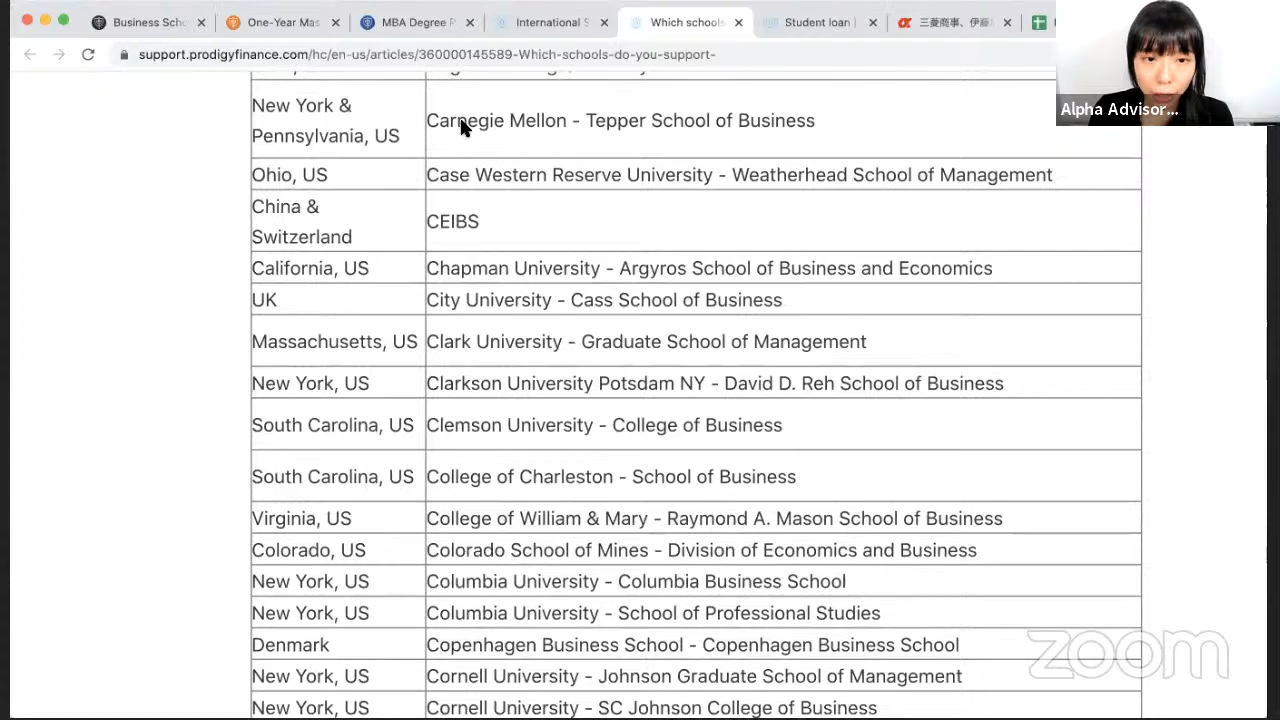 Business Scho
One-Year Mas
MBA Degree P
International S
Which schools
Student loan
三菱商事、伊藤
support.prodigyfinance.com/hc/en-us/articles/360000145589-Which-schools-do-you-support-
Alpha Advisor...
New York &
Pennsylvania, US
Carnegie Mellon - Tepper School of Business
Ohio, US
Case Western Reserve University - Weatherhead School of Management
China &
Switzerland
CEIBS
California, US
Chapman University - Argyros School of Business and Economics
UK
City University - Cass School of Business
Massachusetts, US
Clark University - Graduate School of Management
New York, US
Clarkson University Potsdam NY - David D. Reh School of Business
South Carolina, US
Clemson University - College of Business
South Carolina, US
College of Charleston - School of Business
Virginia, US
College of William & Mary - Raymond A. Mason School of Business
Colorado, US
Colorado School of Mines - Division of Economics and Business
New York, US
Columbia University - Columbia Business School
New York, US
Columbia University - School of Professional Studies
Denmark
Copenhagen Business School - Copenhagen Business School
New York, US
Cornell University - Johnson Graduate School of Management
New York, US
Cornell University - SC Johnson College of Business
zoom